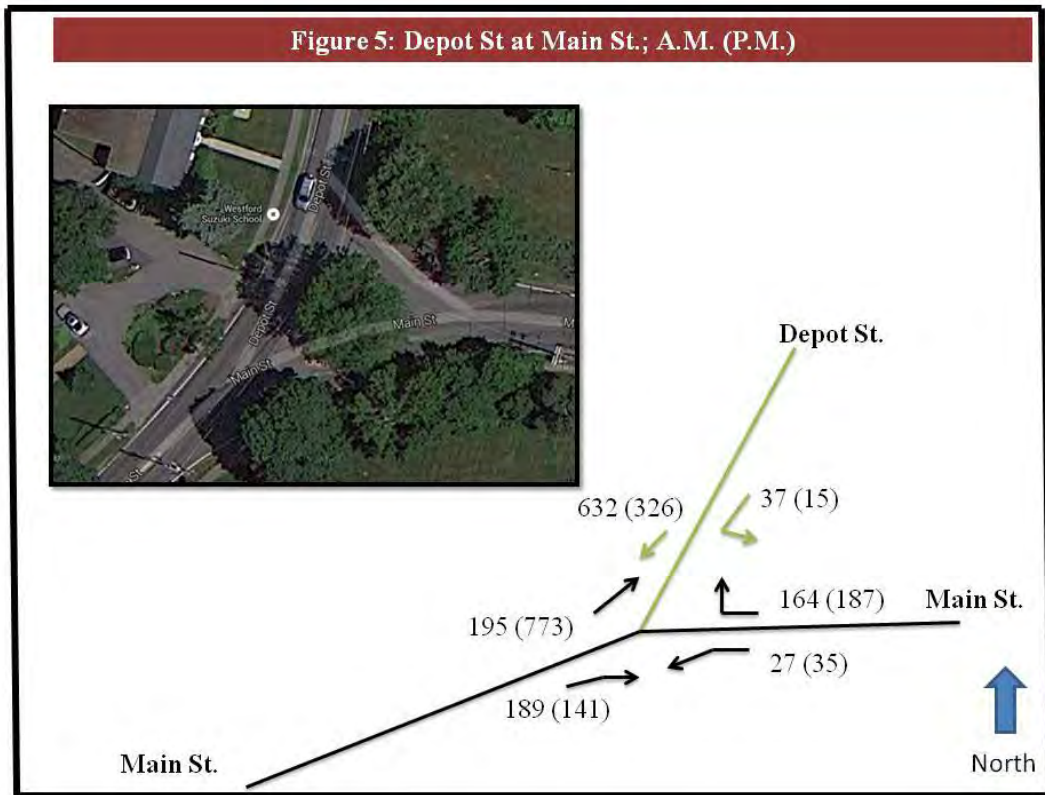 Figure 5: Depot St at Main St.; A.M. (P.M.)
Depot St
Westford
Suzuki School
Depot St
Main St
Main St
M
St
Depot St.
632 (326)
37 (15)
195 (773)
164 (187)
Main St.
27 (35)
189 (141)
Main St.
North